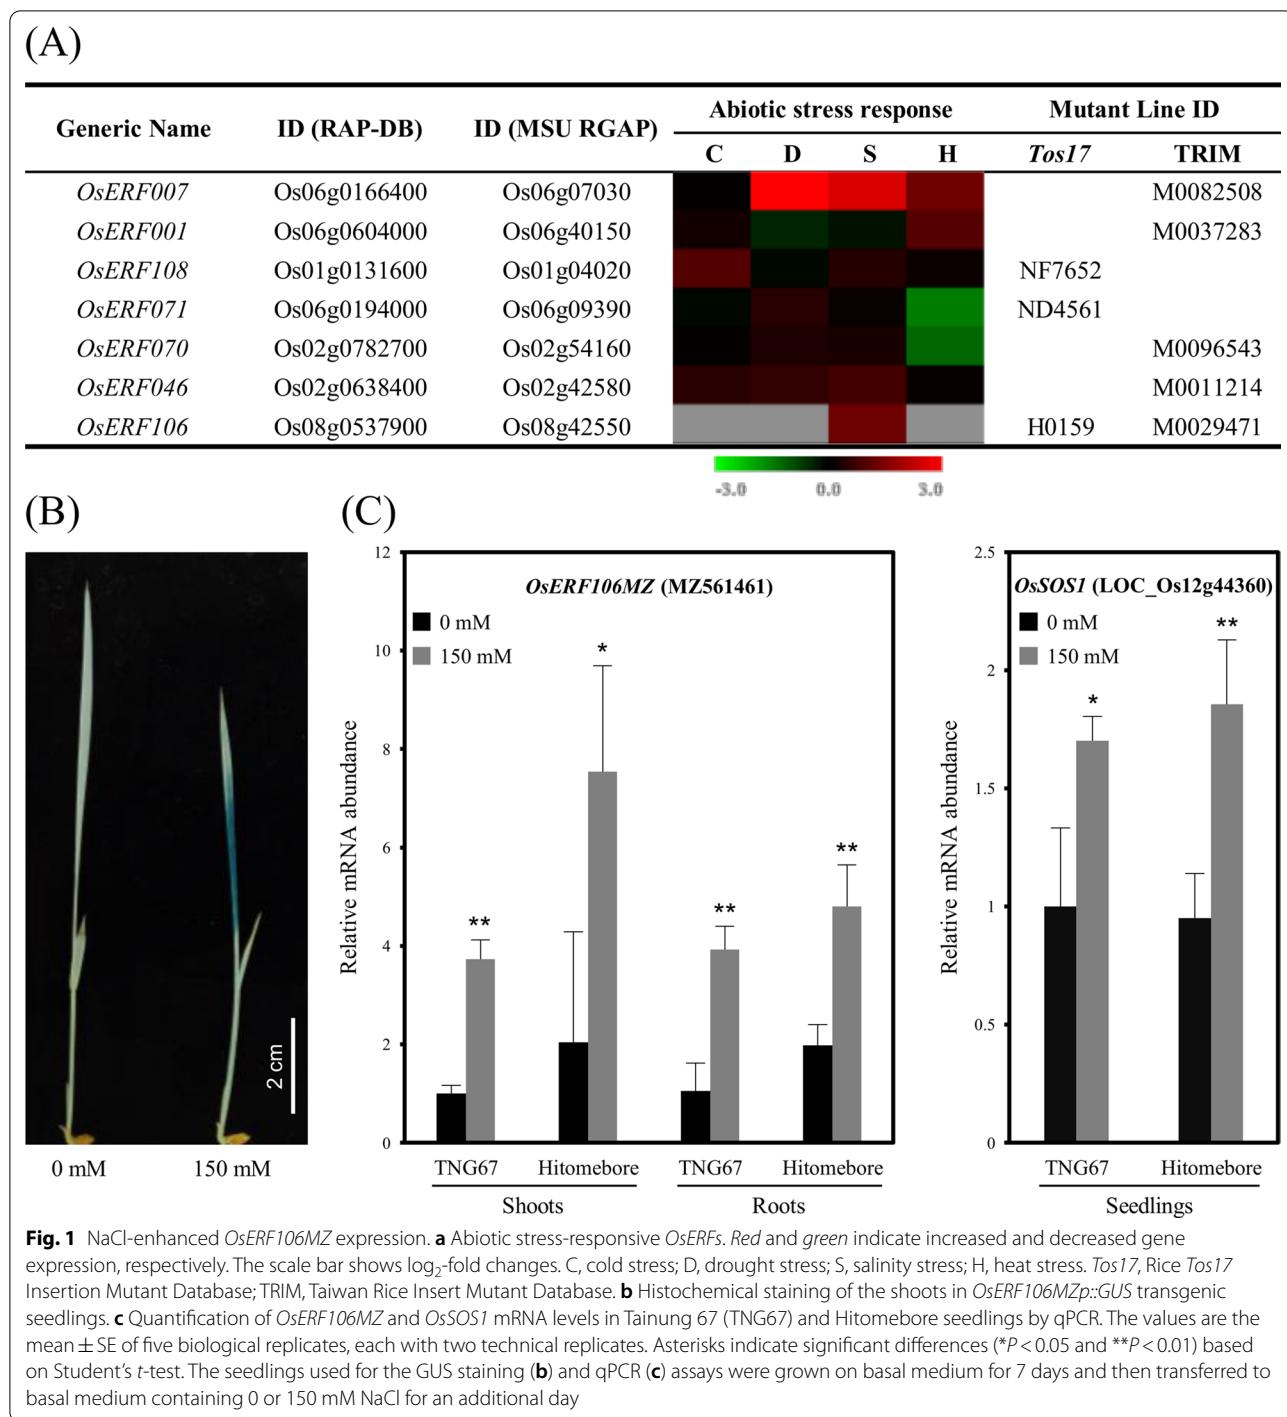 (A)
Generic Name ID (RAP-DB) ID (MSU RGAP) Abiotic stress response Mutant Line ID
C D S H Tos17 TRIM
OsERF007 Os06g0166400 Os06g07030 M0082508
OsERF001 Os06g0604000 Os06g40150 M0037283
OsERF108 Os01g0131600 Os01g04020 NF7652
OsERF071 Os06g0194000 Os06g09390 ND4561
OsERF070 Os02g0782700 Os02g54160 M0096543
OsERF046 Os02g0638400 Os02g42580 M0011214
OsERF106 Os08g0537900 Os08g42550 H0159 M0029471
-3.0 0.0 3.0
(B)
2 cm
0 mM 150 mM
(C)
Relative mRNA abundance
12
10
8
6
4
2
0
OsERF106MZ (MZ561461)
0 mM
150 mM
** * ** **
TNG67 Hitomebore TNG67 Hitomebore
Shoots Roots
Relative mRNA abundance
2.5
2
1.5
1
0.5
0
OsSOS1 (LOC_Os12g44360)
0 mM
150 mM
* **
TNG67 Hitomebore
Seedlings
Fig. 1 NaCl-enhanced OsERF106MZ expression. a Abiotic stress-responsive OsERFs. Red and green indicate increased and decreased gene
expression, respectively. The scale bar shows log₂-fold changes. C, cold stress; D, drought stress; S, salinity stress; H, heat stress. Tos17, Rice Tos17
Insertion Mutant Database; TRIM, Taiwan Rice Insert Mutant Database. b Histochemical staining of the shoots in OsERF106MZp::GUS transgenic
seedlings. c Quantification of OsERF106MZ and OsSOS1 mRNA levels in Tainung 67 (TNG67) and Hitomebore seedlings by qPCR. The values are the
mean ± SE of five biological replicates, each with two technical replicates. Asterisks indicate significant differences (*P < 0.05 and **P < 0.01) based
on Student's t-test. The seedlings used for the GUS staining (b) and qPCR (c) assays were grown on basal medium for 7 days and then transferred to
basal medium containing 0 or 150 mM NaCl for an additional day